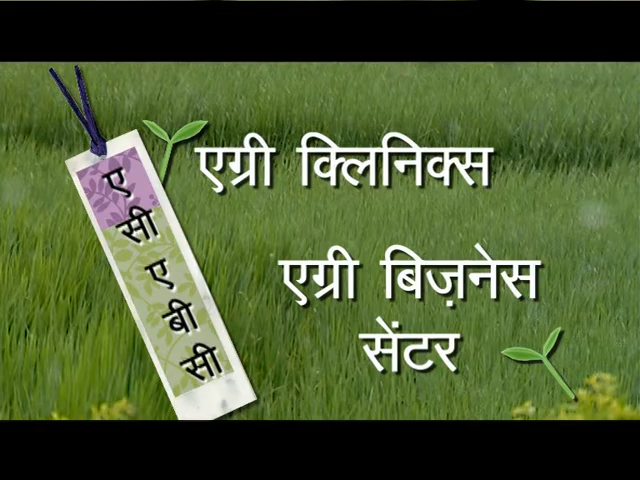 ए सी ए बी सी
एग्री क्लिनिक्स
एग्री बिज़नेस
सेंटर